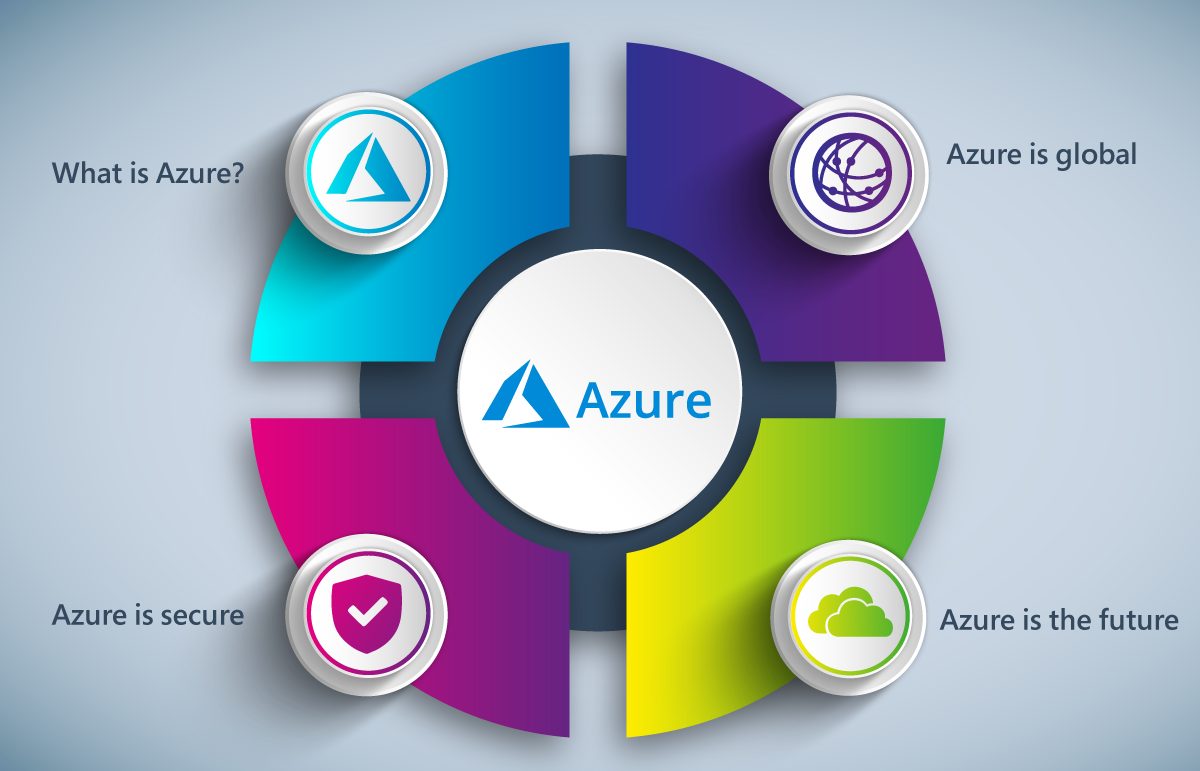 What is Azure?
Azure is global
Azure
Azure is secure
Azure is the future